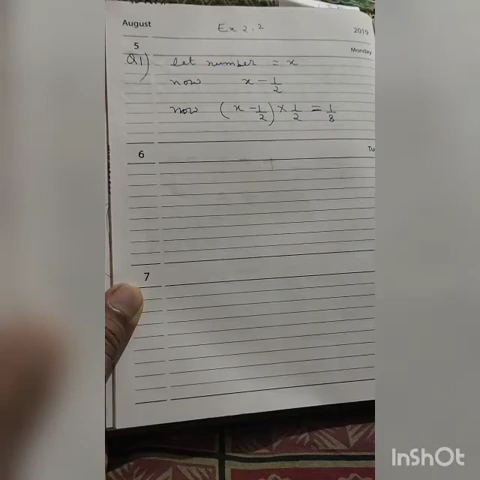 August Ex 2.2 2019
5 Monday
Q1) let number = x
now x - 1/2
now (x - 1/2) × 1/2 = 1/8
6 Tu
7
InShOt